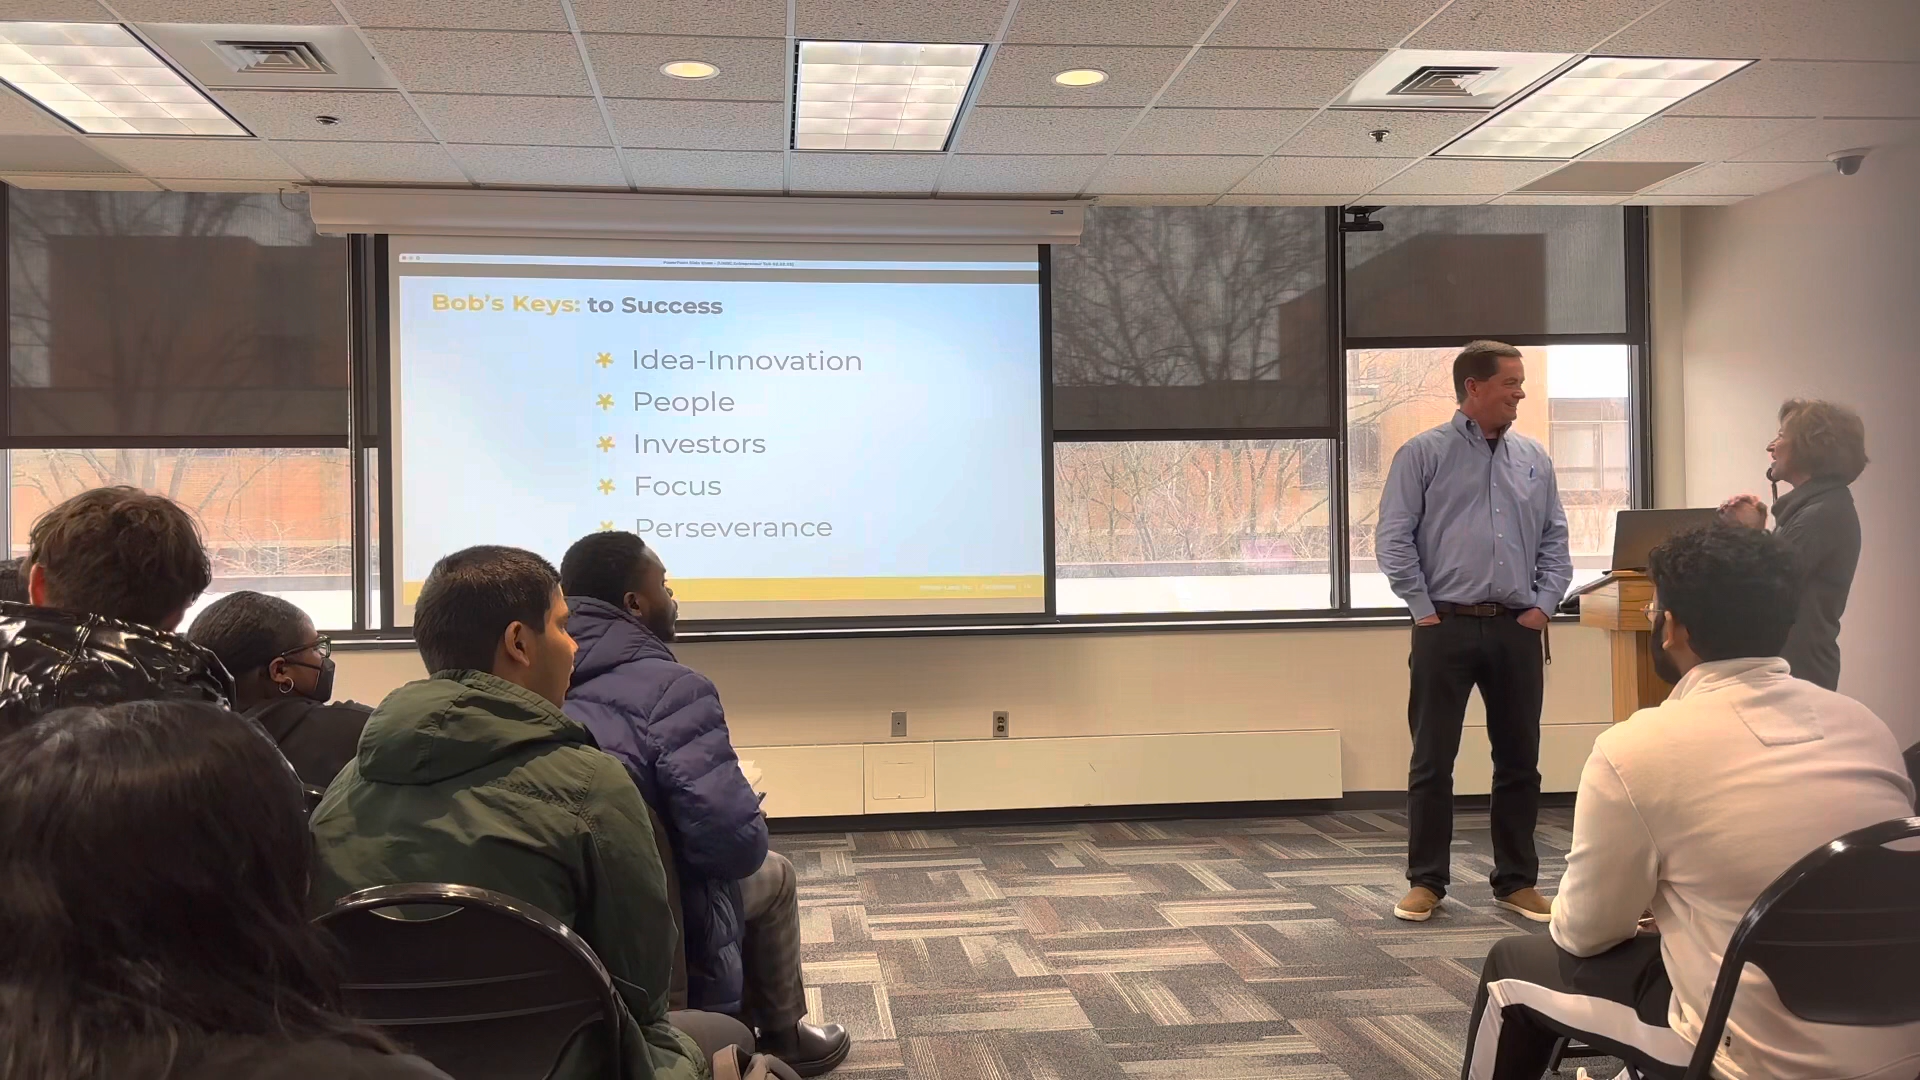 Bob's Keys: to Success
Idea-Innovation
People
Investors
Focus
Perseverance